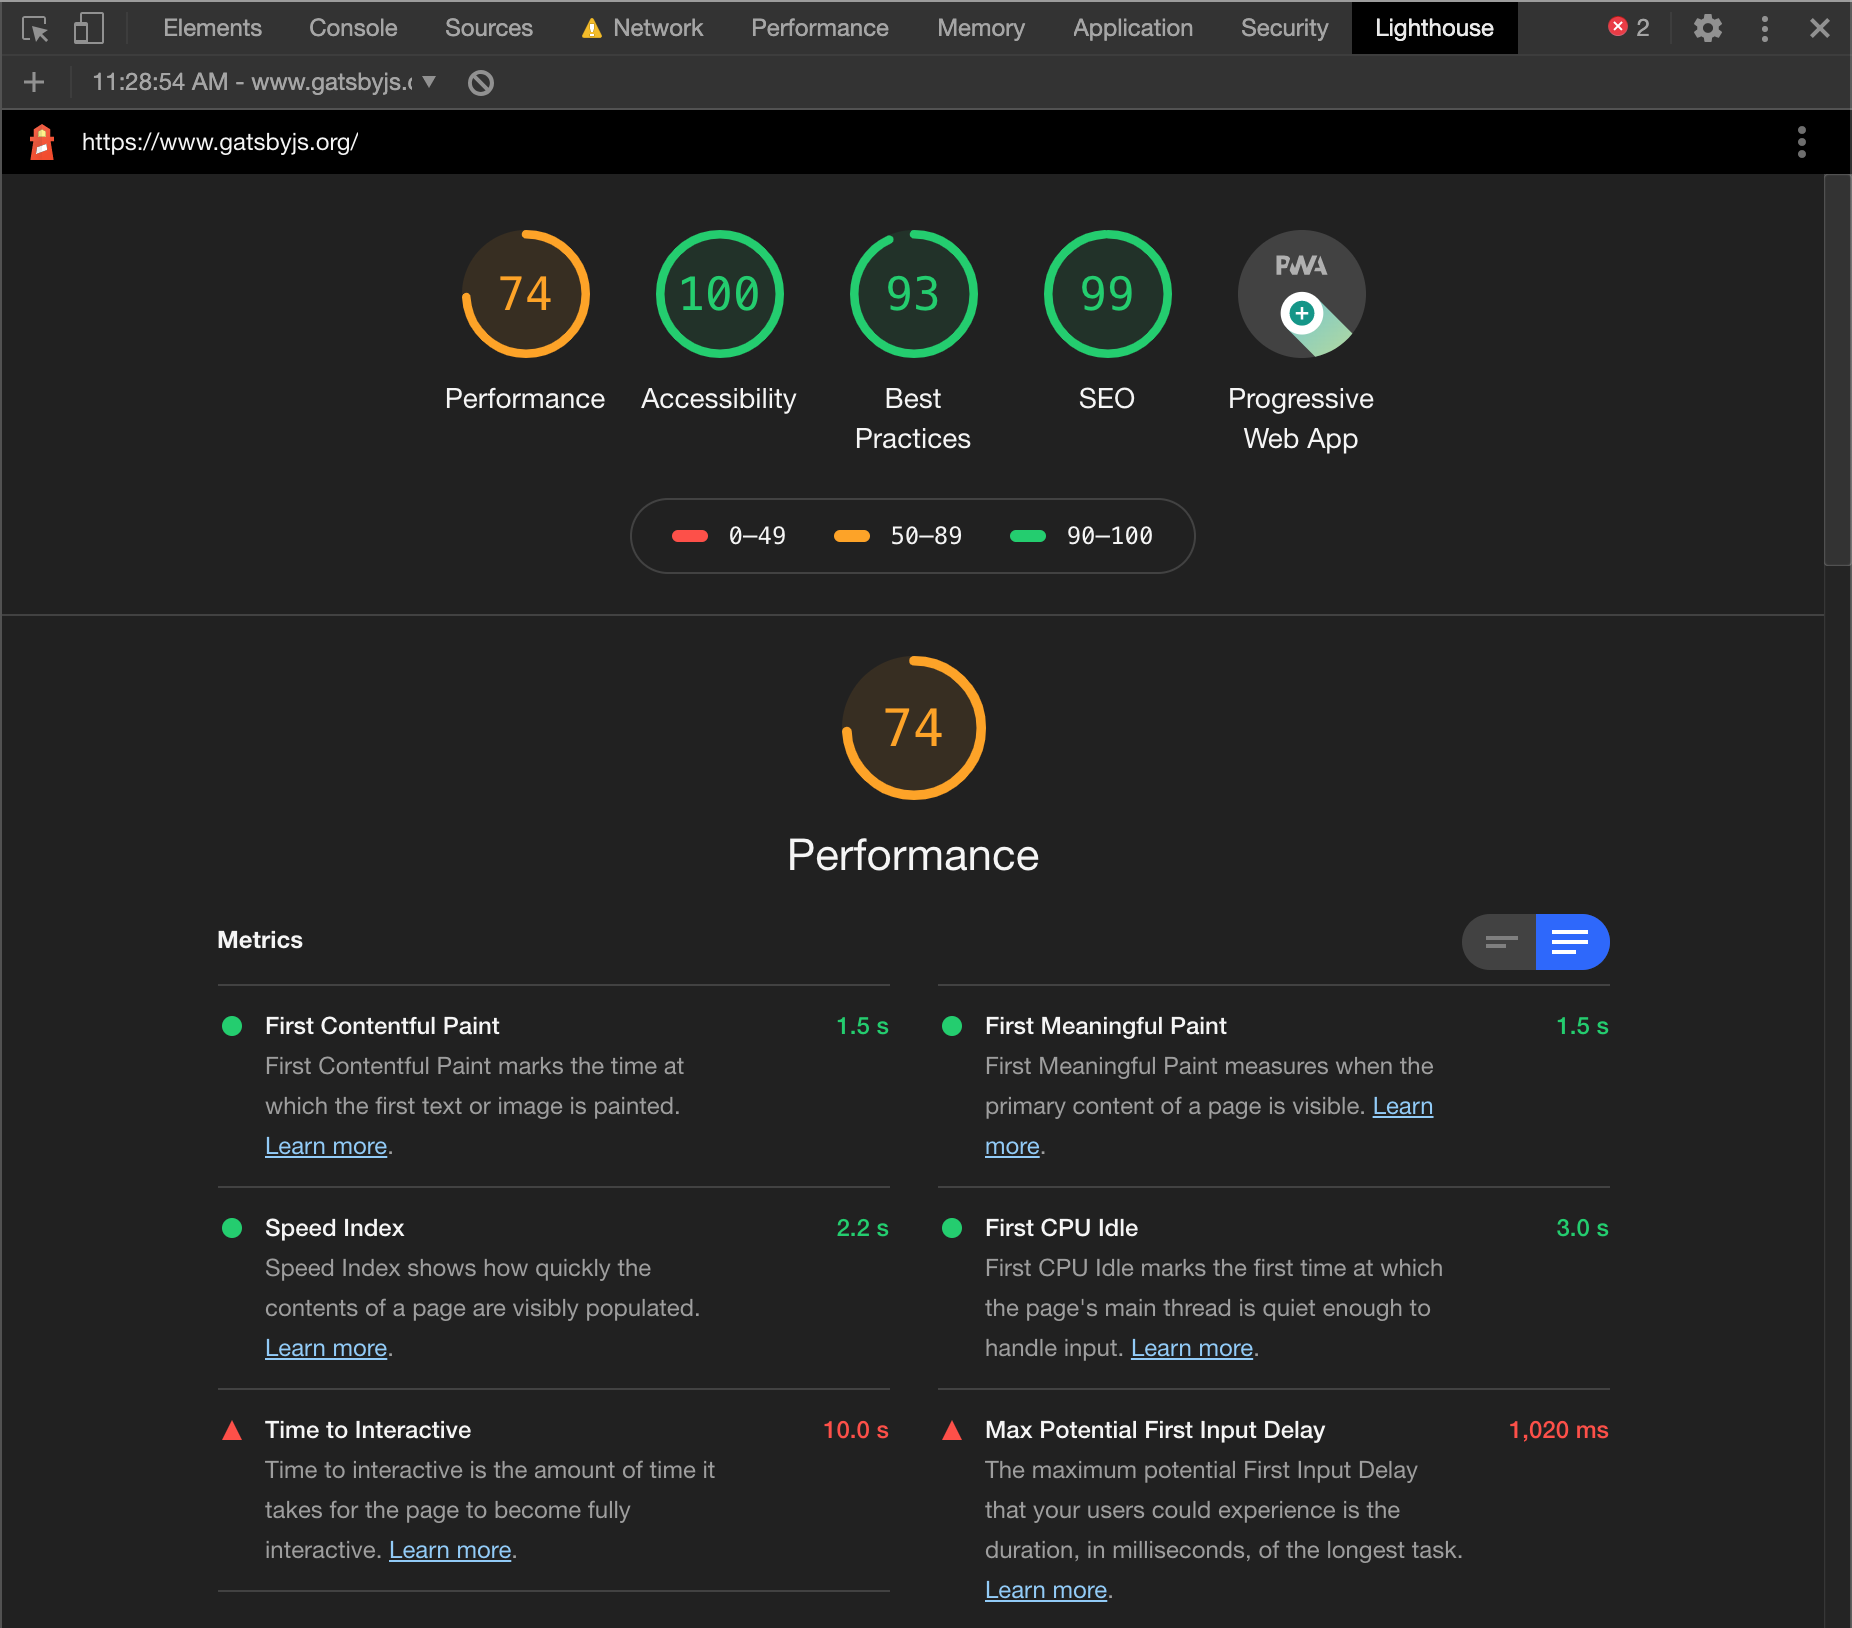 Elements Console Sources Network Performance Memory Application Security Lighthouse 2
11:28:54 AM - www.gatsbyjs.
https://www.gatsbyjs.org/
74 100 93 99 PWA
Performance Accessibility Best Practices SEO Progressive Web App
0–49 50–89 90–100
74
Performance
Metrics
First Contentful Paint 1.5 s
First Contentful Paint marks the time at
which the first text or image is painted.
Learn more.
First Meaningful Paint 1.5 s
First Meaningful Paint measures when the
primary content of a page is visible. Learn
more.
Speed Index 2.2 s
Speed Index shows how quickly the
contents of a page are visibly populated.
Learn more.
First CPU Idle 3.0 s
First CPU Idle marks the first time at which
the page's main thread is quiet enough to
handle input. Learn more.
Time to Interactive 10.0 s
Time to interactive is the amount of time it
takes for the page to become fully
interactive. Learn more.
Max Potential First Input Delay 1,020 ms
The maximum potential First Input Delay
that your users could experience is the
duration, in milliseconds, of the longest task.
Learn more.